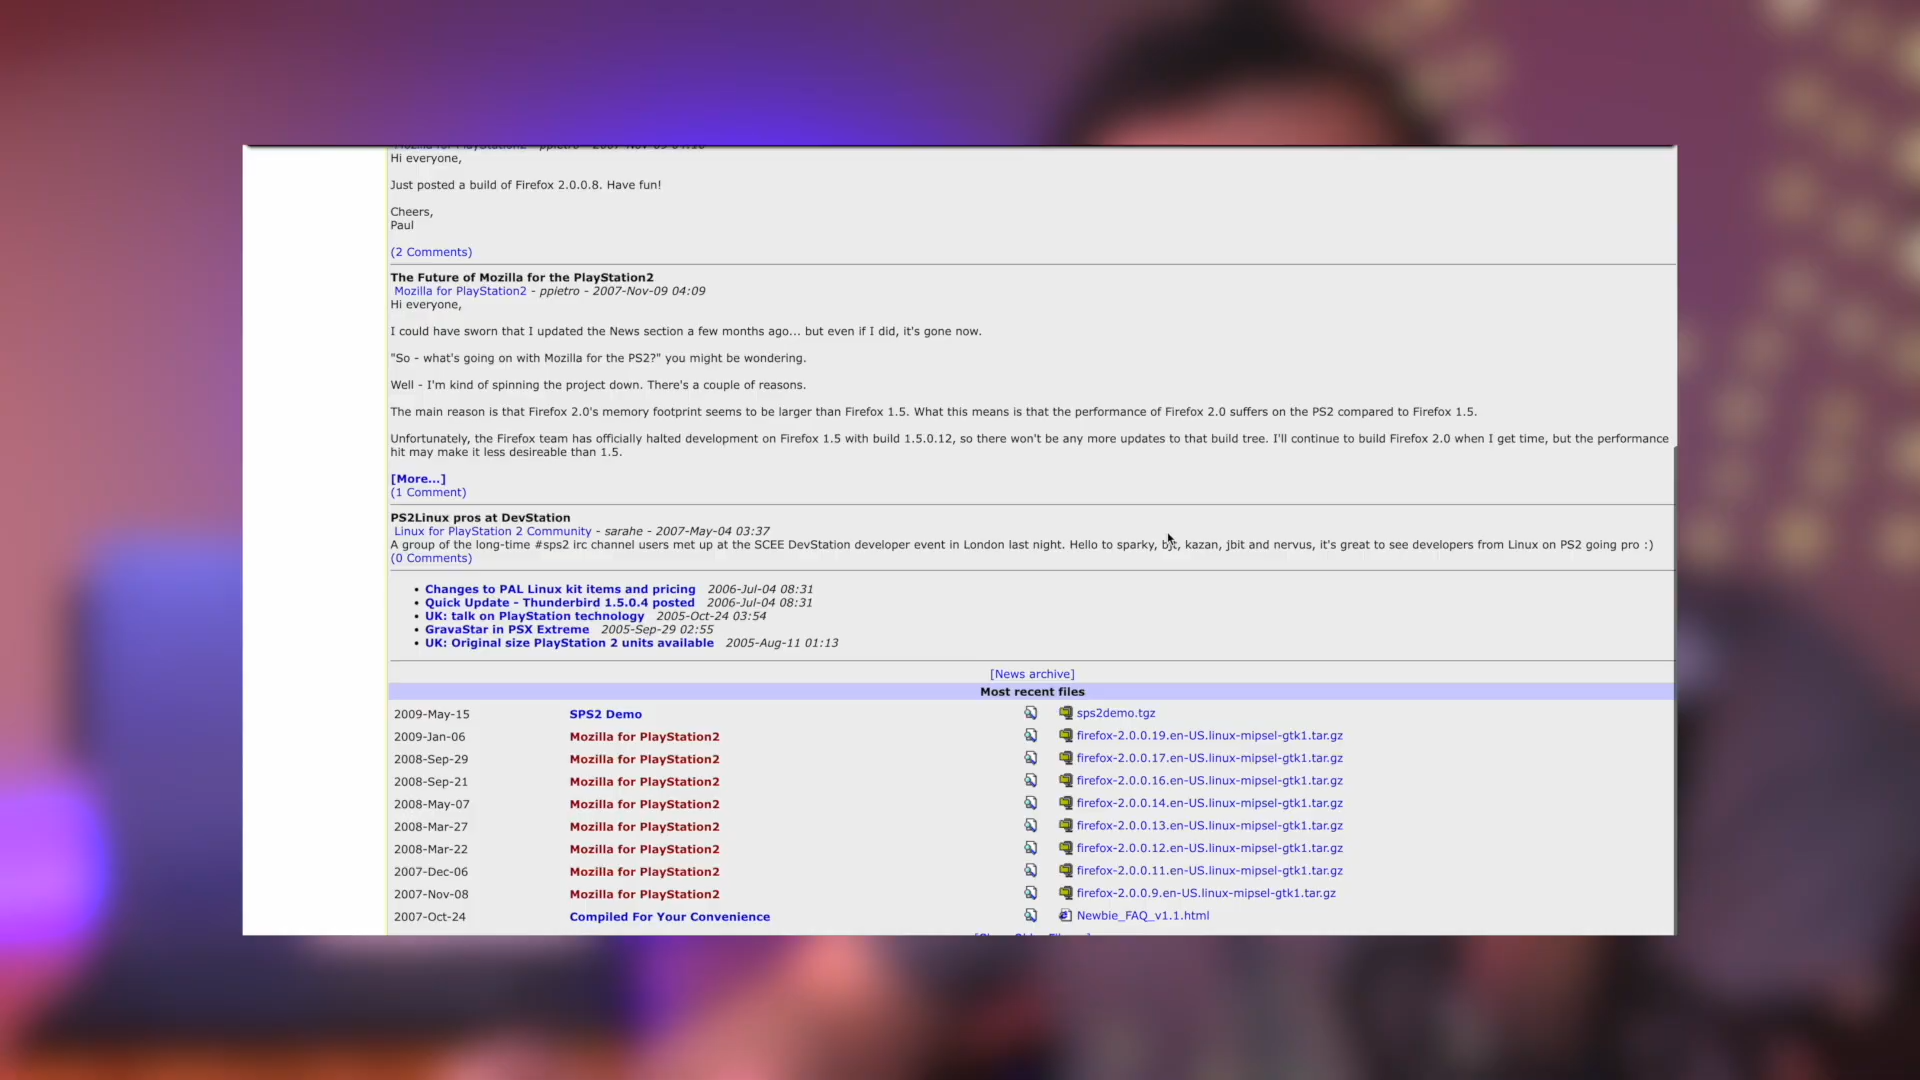 Hi everyone,
Just posted a build of Firefox 2.0.0.8. Have fun!
Cheers,
Paul
(2 Comments)
The Future of Mozilla for the PlayStation2
Mozilla for PlayStation2 - ppietro - 2007-Nov-09 04:09
Hi everyone,
I could have sworn that I updated the News section a few months ago... but even if I did, it's gone now.
"So - what's going on with Mozilla for the PS2?" you might be wondering.
Well - I'm kind of spinning the project down. There's a couple of reasons.
The main reason is that Firefox 2.0's memory footprint seems to be larger than Firefox 1.5. What this means is that the performance of Firefox 2.0 suffers on the PS2 compared to Firefox 1.5.
Unfortunately, the Firefox team has officially halted development on Firefox 1.5 with build 1.5.0.12, so there won't be any more updates to that build tree. I'll continue to build Firefox 2.0 when I get time, but the performance
hit may make it less desireable than 1.5.
[More...]
(1 Comment)
PS2Linux pros at DevStation
Linux for PlayStation 2 Community - sarahe - 2007-May-04 03:37
A group of the long-time #sps2 irc channel users met up at the SCEE DevStation developer event in London last night. Hello to sparky, kazan, jbit and nervus, it's great to see developers from Linux on PS2 going pro :)
(0 Comments)
• Changes to PAL Linux kit items and pricing 2006-Jul-04 08:31
• Quick Update - Thunderbird 1.5.0.4 posted 2006-Jul-04 08:31
• UK: talk on PlayStation technology 2005-Oct-24 03:54
• GravaStar in PSX Extreme 2005-Sep-29 02:55
• UK: Original size PlayStation 2 units available 2005-Aug-11 01:13
[News archive]
Most recent files
2009-May-15 SPS2 Demo sps2demo.tgz
2009-Jan-06 Mozilla for PlayStation2 firefox-2.0.0.19.en-US.linux-mipsel-gtk1.tar.gz
2008-Sep-29 Mozilla for PlayStation2 firefox-2.0.0.17.en-US.linux-mipsel-gtk1.tar.gz
2008-Sep-21 Mozilla for PlayStation2 firefox-2.0.0.16.en-US.linux-mipsel-gtk1.tar.gz
2008-May-07 Mozilla for PlayStation2 firefox-2.0.0.14.en-US.linux-mipsel-gtk1.tar.gz
2008-Mar-27 Mozilla for PlayStation2 firefox-2.0.0.13.en-US.linux-mipsel-gtk1.tar.gz
2008-Mar-22 Mozilla for PlayStation2 firefox-2.0.0.12.en-US.linux-mipsel-gtk1.tar.gz
2007-Dec-06 Mozilla for PlayStation2 firefox-2.0.0.11.en-US.linux-mipsel-gtk1.tar.gz
2007-Nov-08 Mozilla for PlayStation2 firefox-2.0.0.9.en-US.linux-mipsel-gtk1.tar.gz
2007-Oct-24 Compiled For Your Convenience Newbie_FAQ_v1.1.html